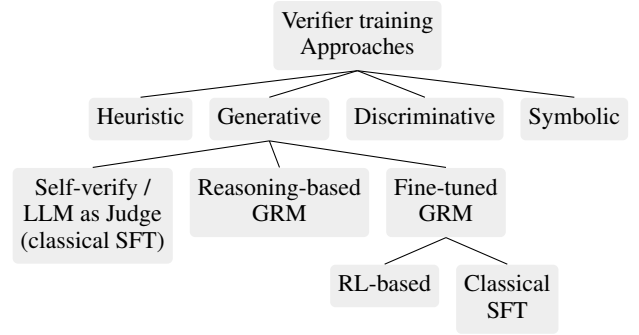 Verifier training
Approaches
Heuristic
Generative
Discriminative
Symbolic
Self-verify /
LLM as Judge
(classical SFT)
Reasoning-based
GRM
Fine-tuned
GRM
RL-based
Classical
SFT